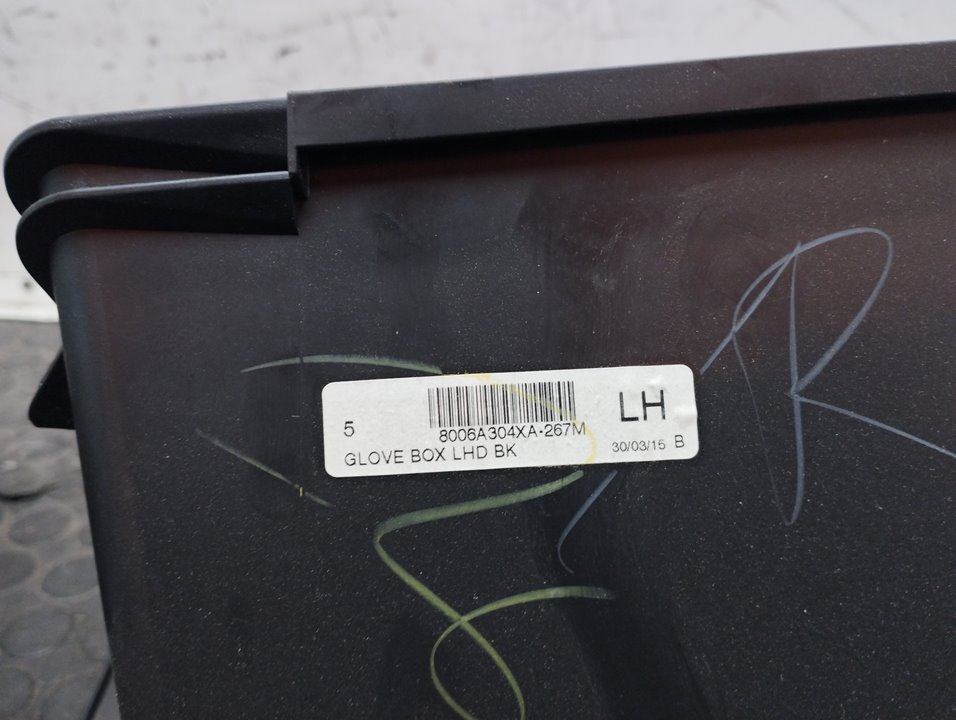 5
8006A304XA-267M
LH
GLOVE BOX LHD BK
30/03/15 B
R